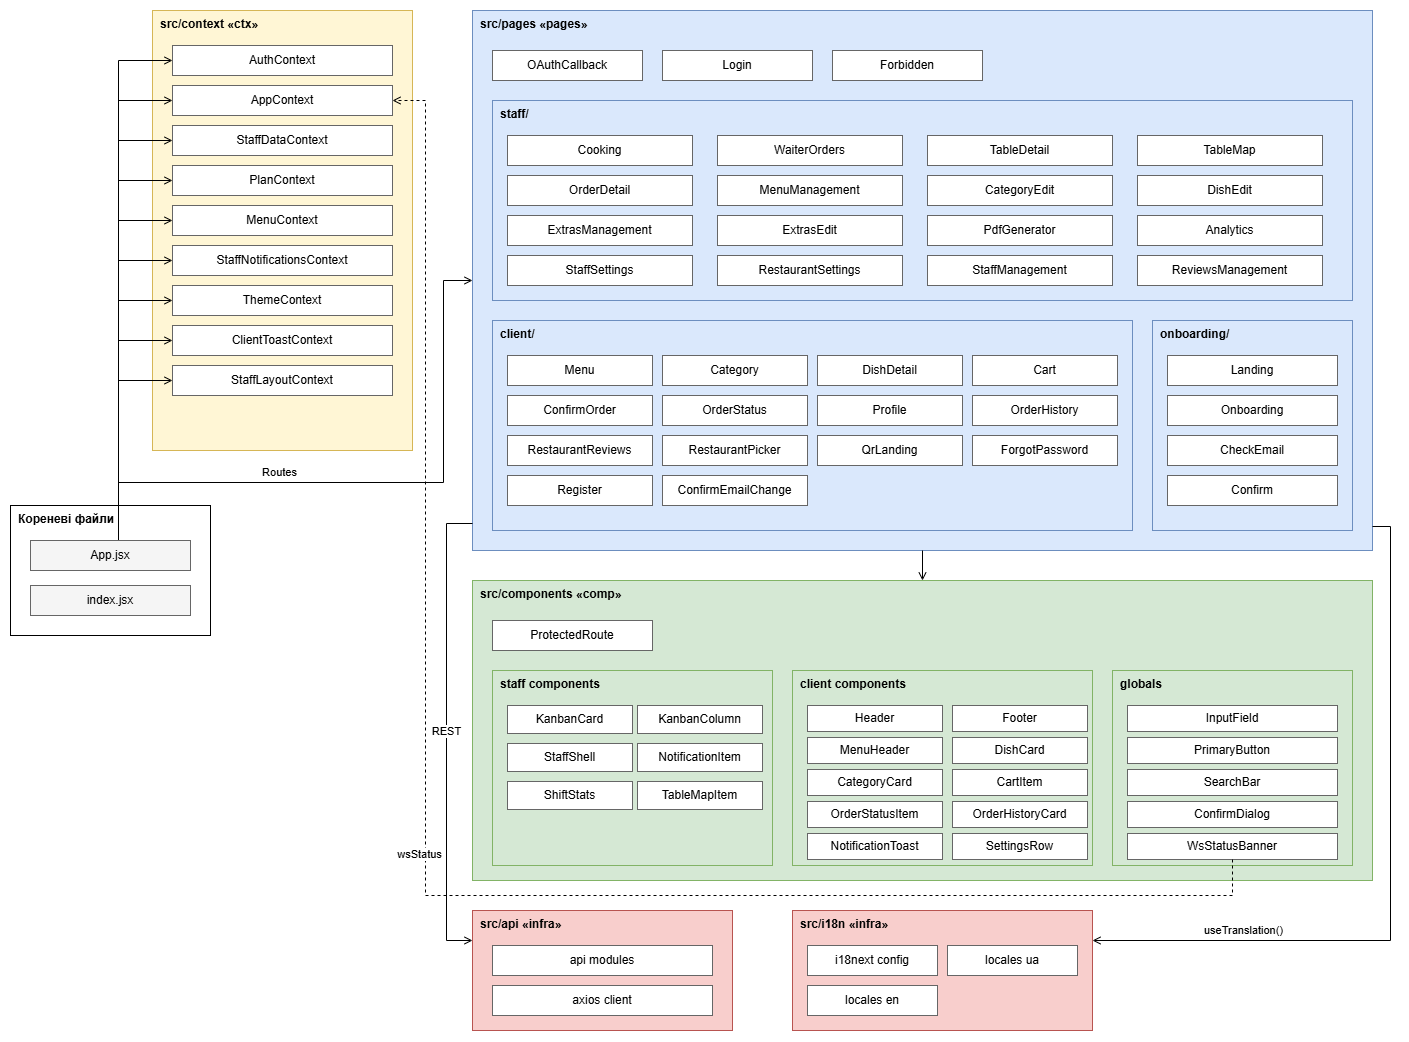 src/context «ctx»
AuthContext
AppContext
StaffDataContext
PlanContext
MenuContext
StaffNotificationsContext
ThemeContext
ClientToastContext
StaffLayoutContext
Routes
Кореневі файли
App.jsx
index.jsx
src/pages «pages»
OAuthCallback
Login
Forbidden
staff/
Cooking
WaiterOrders
TableDetail
TableMap
OrderDetail
MenuManagement
CategoryEdit
DishEdit
ExtrasManagement
ExtrasEdit
PdfGenerator
Analytics
StaffSettings
RestaurantSettings
StaffManagement
ReviewsManagement
client/
Menu
Category
DishDetail
Cart
ConfirmOrder
OrderStatus
Profile
OrderHistory
RestaurantReviews
RestaurantPicker
QrLanding
ForgotPassword
Register
ConfirmEmailChange
onboarding/
Landing
Onboarding
CheckEmail
Confirm
src/components «comp»
ProtectedRoute
staff components
KanbanCard
KanbanColumn
StaffShell
NotificationItem
ShiftStats
TableMapItem
client components
Header
Footer
MenuHeader
DishCard
CategoryCard
CartItem
OrderStatusItem
OrderHistoryCard
NotificationToast
SettingsRow
globals
InputField
PrimaryButton
SearchBar
ConfirmDialog
WsStatusBanner
REST
wsStatus
src/api «infra»
api modules
axios client
src/i18n «infra»
i18next config
locales ua
locales en
useTranslation()